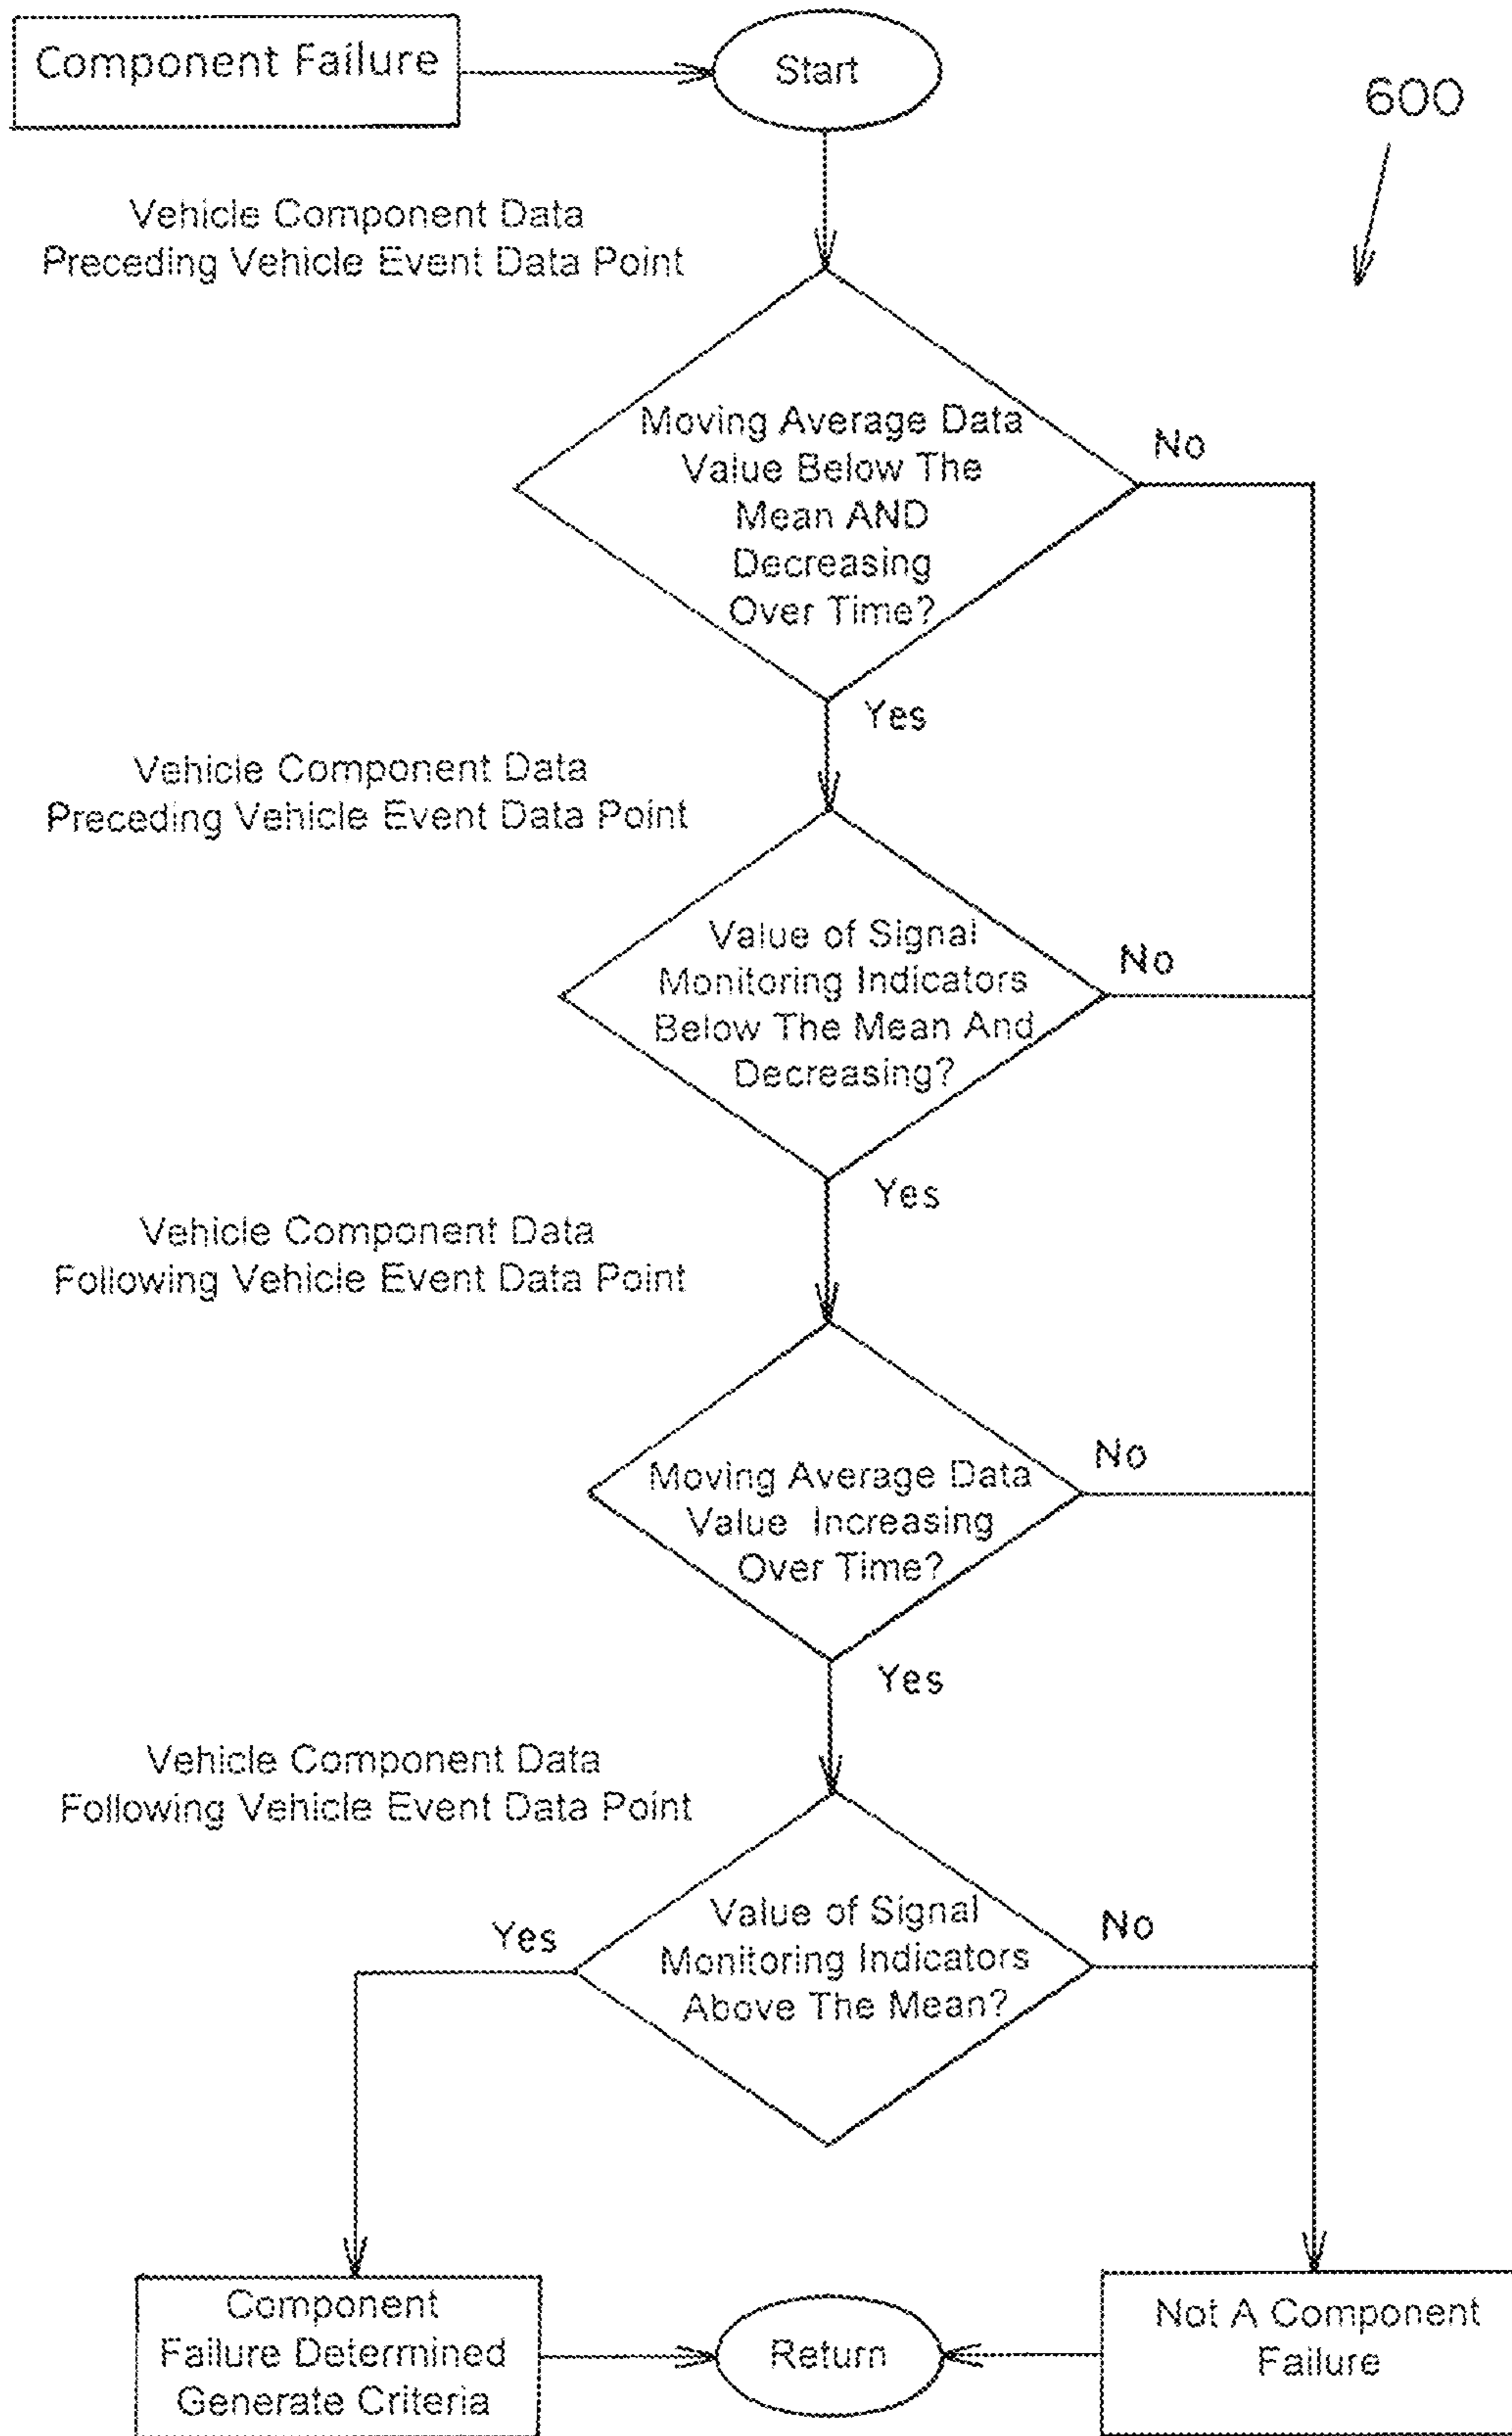 Component Failure
Start
600
Vehicle Component Data
Preceding Vehicle Event Data Point
Moving Average Data
Value Below The
Mean AND
Decreasing
Over Time?
No
Yes
Vehicle Component Data
Preceding Vehicle Event Data Point
Value of Signal
Monitoring Indicators
Below The Mean And
Decreasing?
No
Yes
Vehicle Component Data
Following Vehicle Event Data Point
Moving Average Data
Value Increasing
Over Time?
No
Yes
Vehicle Component Data
Following Vehicle Event Data Point
Yes
Value of Signal
Monitoring Indicators
Above The Mean?
No
Component
Failure Determined
Generate Criteria
Return
Not A Component
Failure